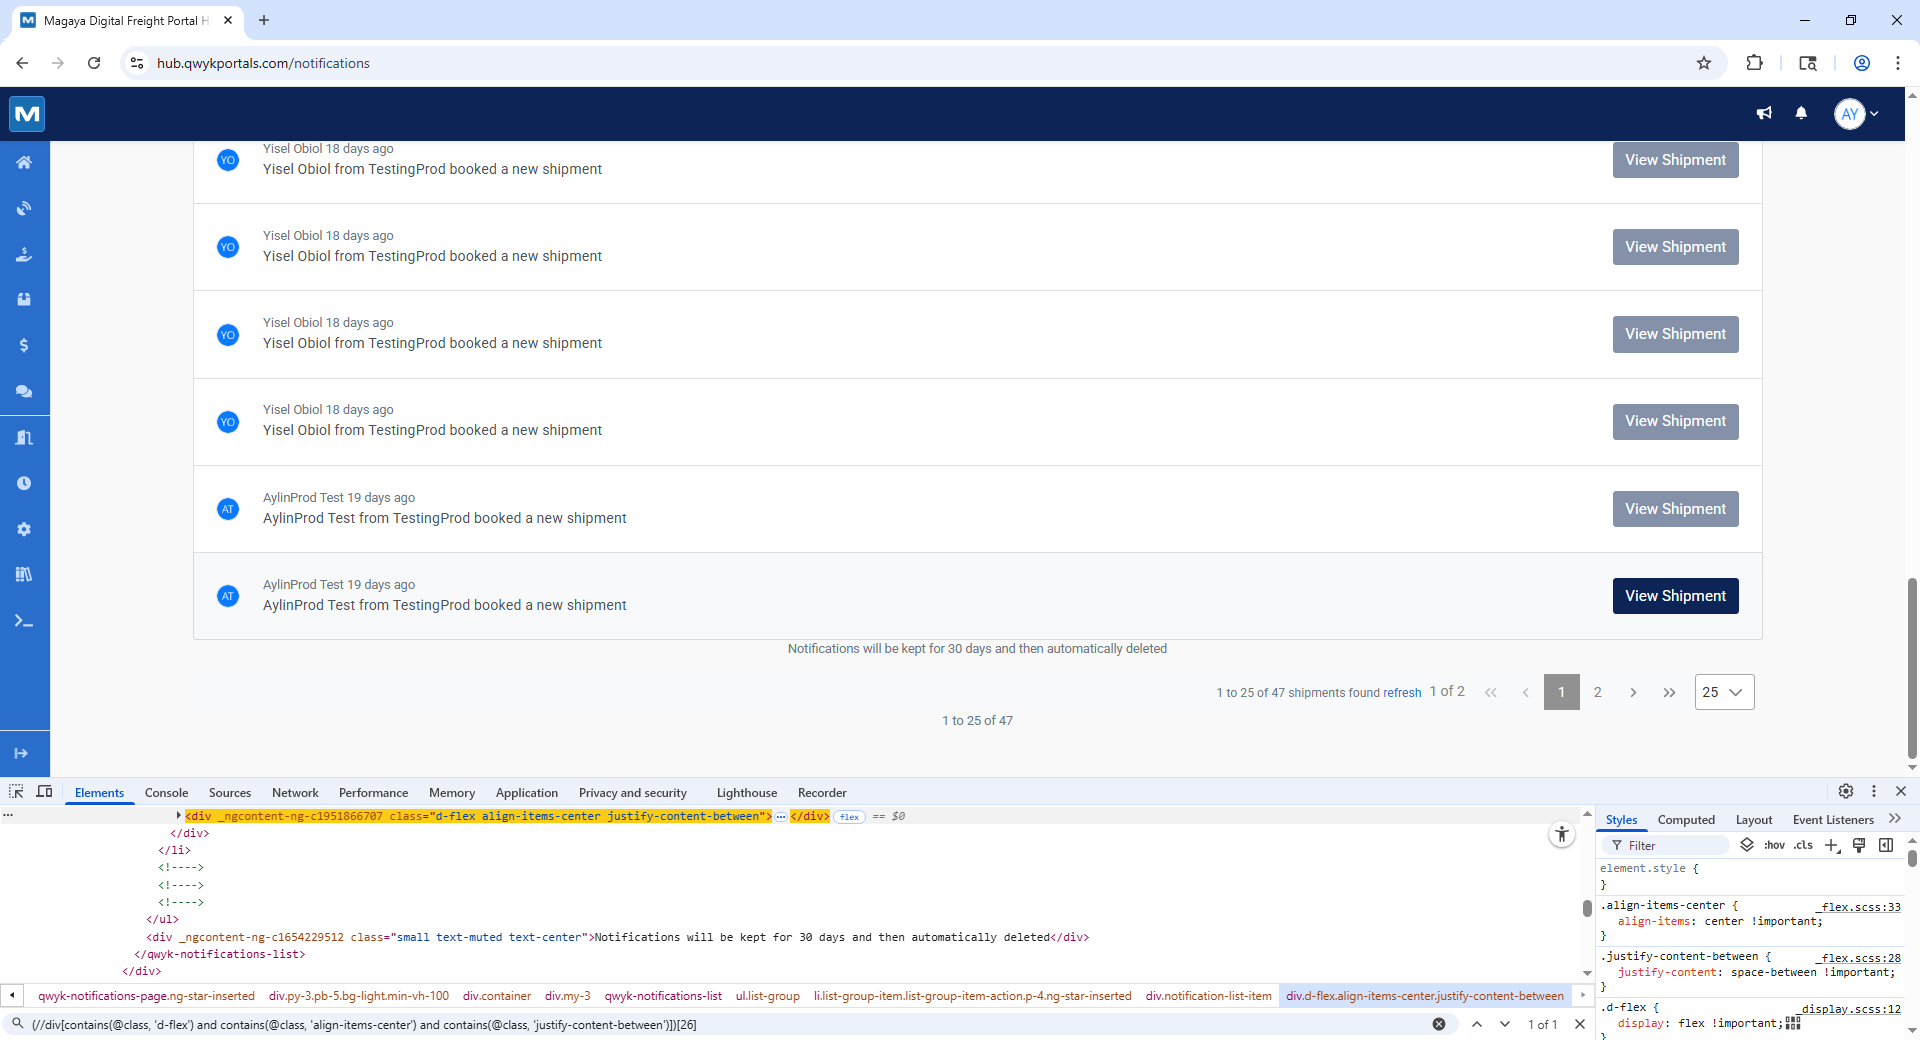 Magaya Digital Freight Portal H
hub.qwykportals.com/notifications
AY
YO
Yisel Obiol 18 days ago
Yisel Obiol from TestingProd booked a new shipment
View Shipment
YO
Yisel Obiol 18 days ago
Yisel Obiol from TestingProd booked a new shipment
View Shipment
YO
Yisel Obiol 18 days ago
Yisel Obiol from TestingProd booked a new shipment
View Shipment
YO
Yisel Obiol 18 days ago
Yisel Obiol from TestingProd booked a new shipment
View Shipment
AT
AylinProd Test 19 days ago
AylinProd Test from TestingProd booked a new shipment
View Shipment
AT
AylinProd Test 19 days ago
AylinProd Test from TestingProd booked a new shipment
View Shipment
Notifications will be kept for 30 days and then automatically deleted
1 to 25 of 47 shipments found refresh 1 of 2 << < 1 2 > >> 25
1 to 25 of 47
Elements Console Sources Network Performance Memory Application Privacy and security Lighthouse Recorder
<div _ngcontent-ng-c1951866707 class="d-flex align-items-center justify-content-between"> ⋯ </div> flex == $0
</div>
</li>
<!---->
<!---->
<!---->
</ul>
<div _ngcontent-ng-c1654229512 class="small text-muted text-center">Notifications will be kept for 30 days and then automatically deleted</div>
</qwyk-notifications-list>
</div>
qwyk-notifications-page.ng-star-inserted div.py-3.pb-5.bg-light.min-vh-100 div.container div.my-3 qwyk-notifications-list ul.list-group li.list-group-item.list-group-item-action.p-4.ng-star-inserted div.notification-list-item div.d-flex.align-items-center.justify-content-between
(//div[contains(@class, 'd-flex') and contains(@class, 'align-items-center') and contains(@class, 'justify-content-between')])[26]
1 of 1
Styles Computed Layout Event Listeners
Filter :hov .cls
element.style {
}
.align-items-center { _flex.scss:33
align-items: center !important;
}
.justify-content-between { _flex.scss:28
justify-content: space-between !important;
}
.d-flex { _display.scss:12
display: flex !important;
}